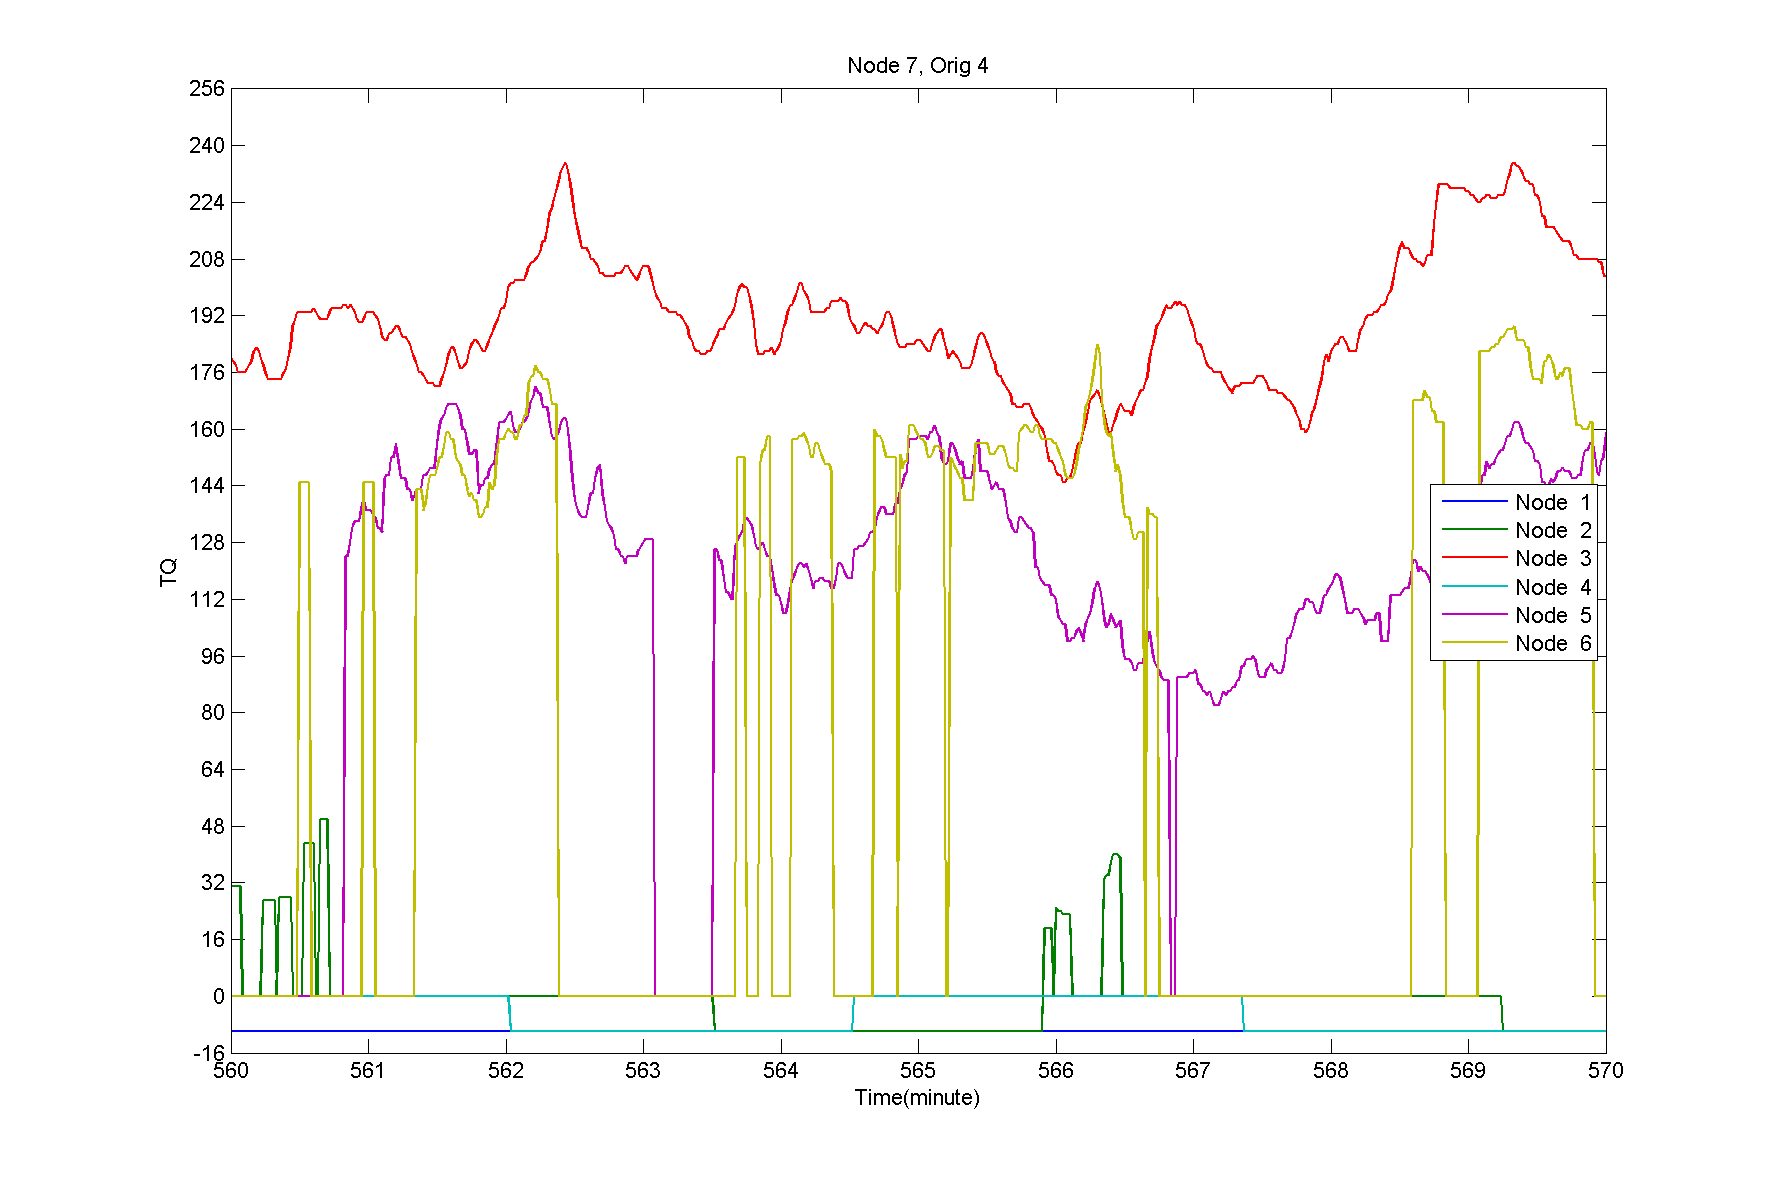 Node 7, Orig 4
256
240
224
208
192
176
160
144
128
112
96
80
64
48
32
16
0
-16
TQ
560 561 562 563 564 565 566 567 568 569 570
Time(minute)
Node 1
Node 2
Node 3
Node 4
Node 5
Node 6